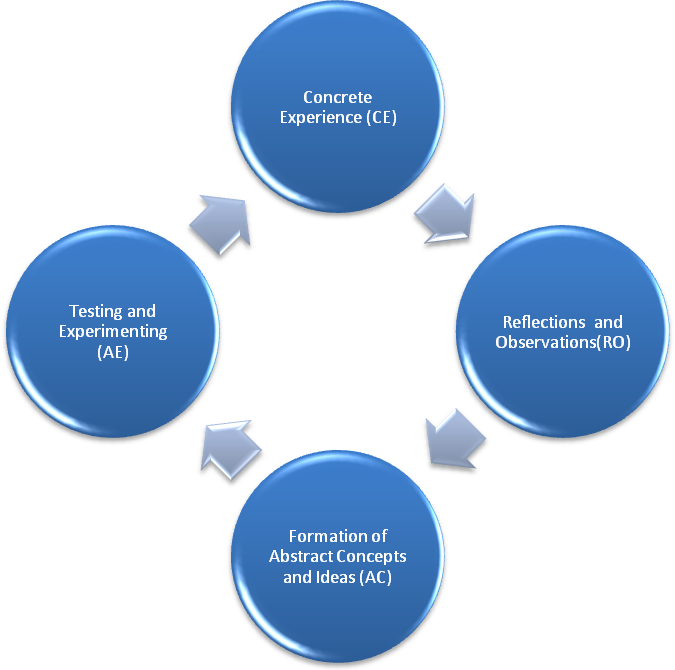 Concrete
Experience (CE)
Reflections and
Observations(RO)
Testing and
Experimenting
(AE)
Formation of
Abstract Concepts
and Ideas (AC)